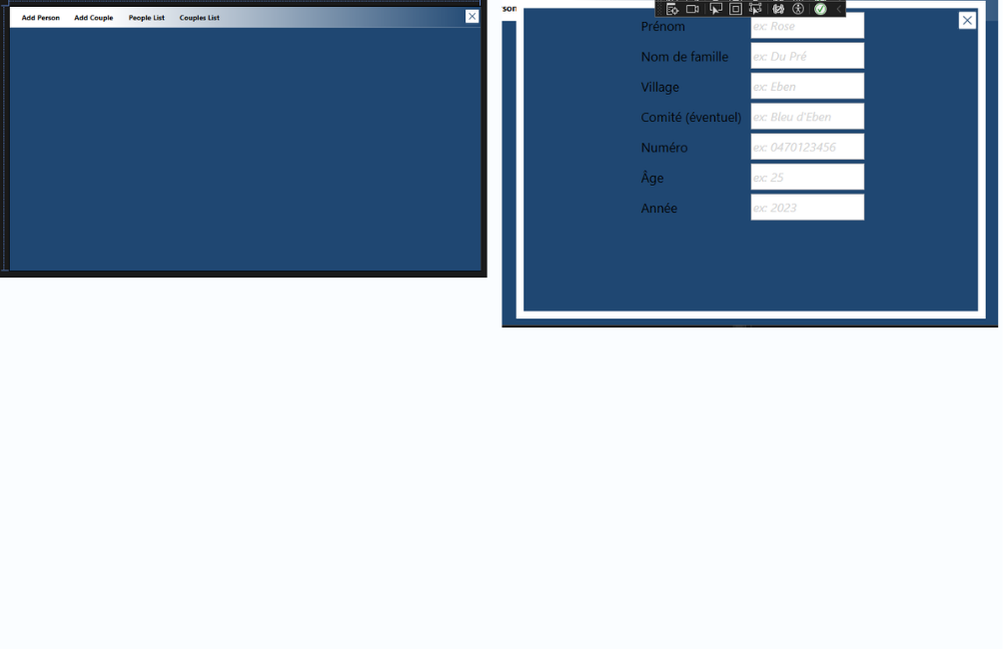 Add Person Add Couple People List Couples List
Prénom ex: Rose
Nom de famille ex: Du Pré
Village ex: Eben
Comité (éventuel) ex: Bleu d'Eben
Numéro ex: 0470123456
Âge ex: 25
Année ex: 2023